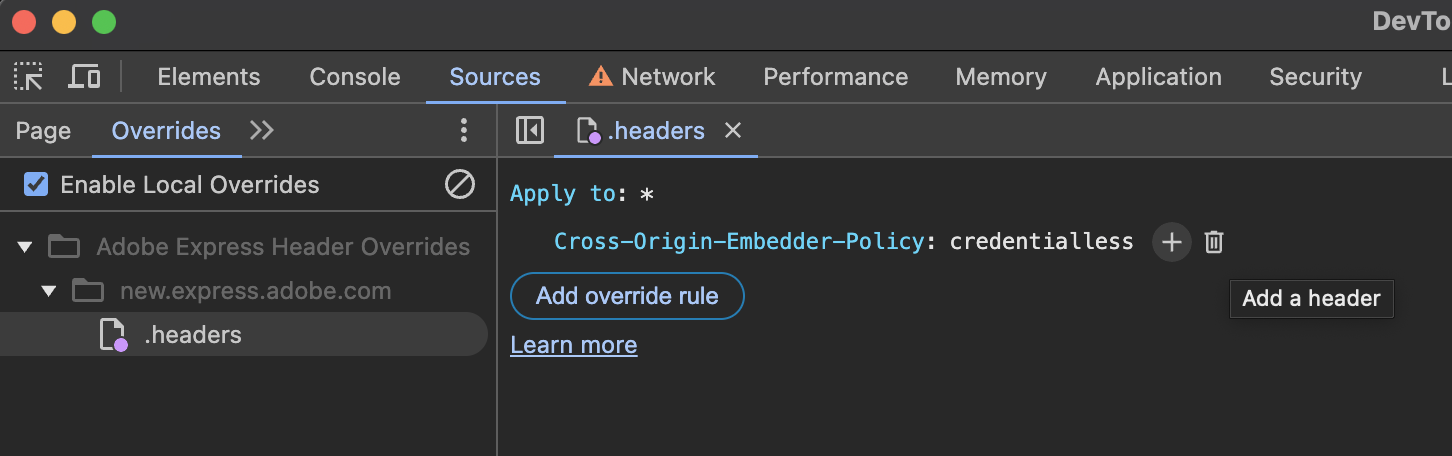 DevTo
Elements Console Sources Network Performance Memory Application Security L
Page Overrides
.headers
Enable Local Overrides
Apply to: *
Adobe Express Header Overrides
Cross-Origin-Embedder-Policy: credentialless
new.express.adobe.com
Add override rule
Add a header
.headers
Learn more